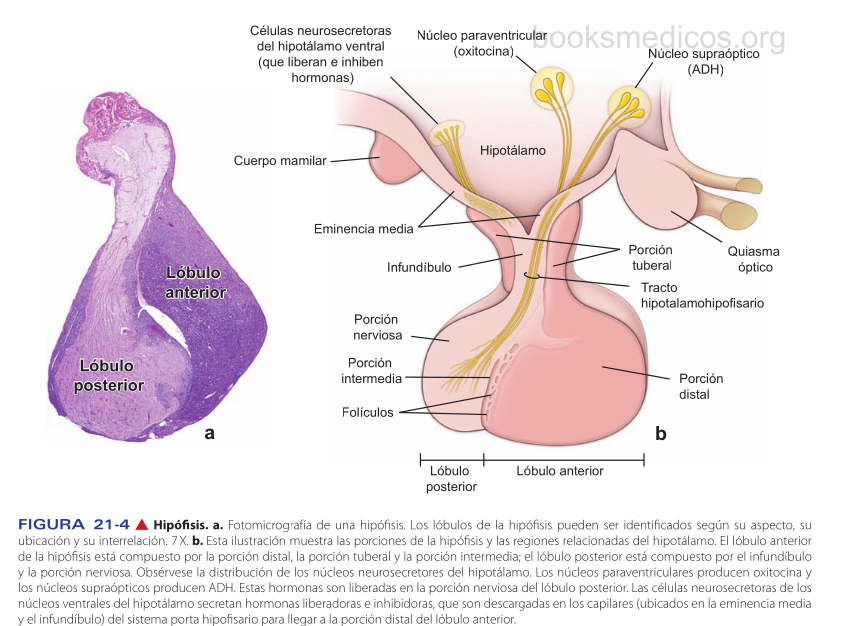 booksmedicos.org
Células neurosecretoras
del hipotálamo ventral
(que liberan e inhiben
hormonas)
Núcleo paraventricular
(oxitocina)
Núcleo supraóptico
(ADH)
Hipotálamo
Cuerpo mamilar
Eminencia media
Infundíbulo
Porción
tuberal
Quiasma
óptico
Tracto
hipotalamohipofisario
Porción
nerviosa
Porción
intermedia
Folículos
Porción
distal
Lóbulo
anterior
Lóbulo
posterior
a
b
Lóbulo
posterior
Lóbulo anterior
FIGURA 21-4 ▲ Hipófisis. a. Fotomicrografía de una hipófisis. Los lóbulos de la hipófisis pueden ser identificados según su aspecto, su
ubicación y su interrelación. 7 X. b. Esta ilustración muestra las porciones de la hipófisis y las regiones relacionadas del hipotálamo. El lóbulo anterior
de la hipófisis está compuesto por la porción distal, la porción tuberal y la porción intermedia; el lóbulo posterior está compuesto por el infundíbulo
y la porción nerviosa. Obsérvese la distribución de los núcleos neurosecretores del hipotálamo. Los núcleos paraventriculares producen oxitocina y
los núcleos supraópticos producen ADH. Estas hormonas son liberadas en la porción nerviosa del lóbulo posterior. Las células neurosecretoras de los
núcleos ventrales del hipotálamo secretan hormonas liberadoras e inhibidoras, que son descargadas en los capilares (ubicados en la eminencia media
y el infundíbulo) del sistema porta hipofisario para llegar a la porción distal del lóbulo anterior.